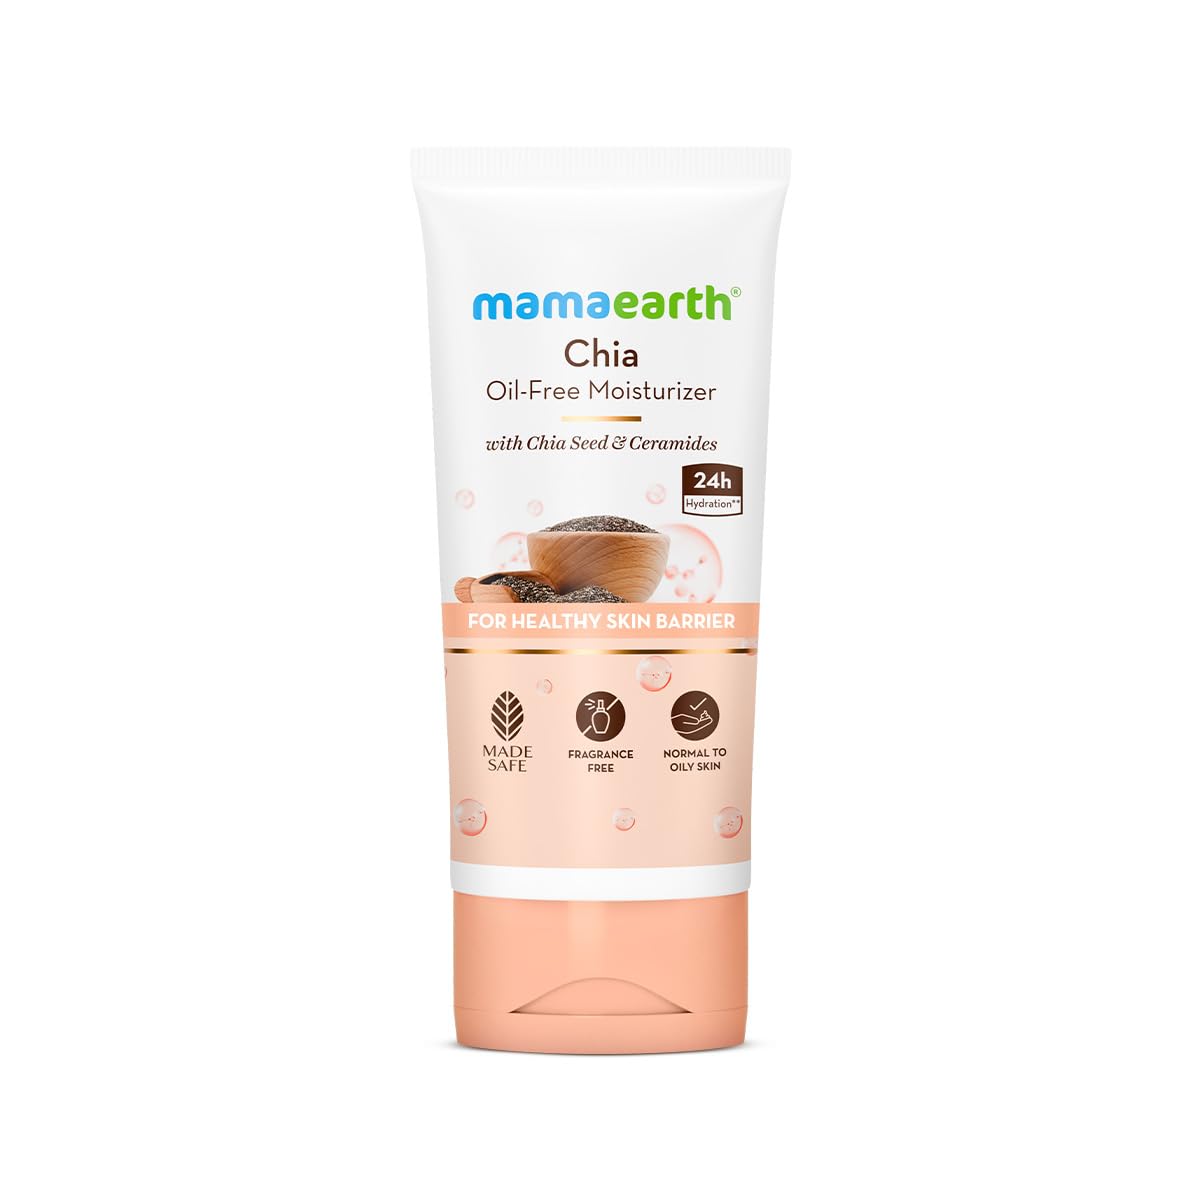 mamaearth®
Chia
Oil-Free Moisturizer
with Chia Seed & Ceramides
24h
Hydration**
FOR HEALTHY SKIN BARRIER
MADE
SAFE
FRAGRANCE
FREE
NORMAL TO
OILY SKIN